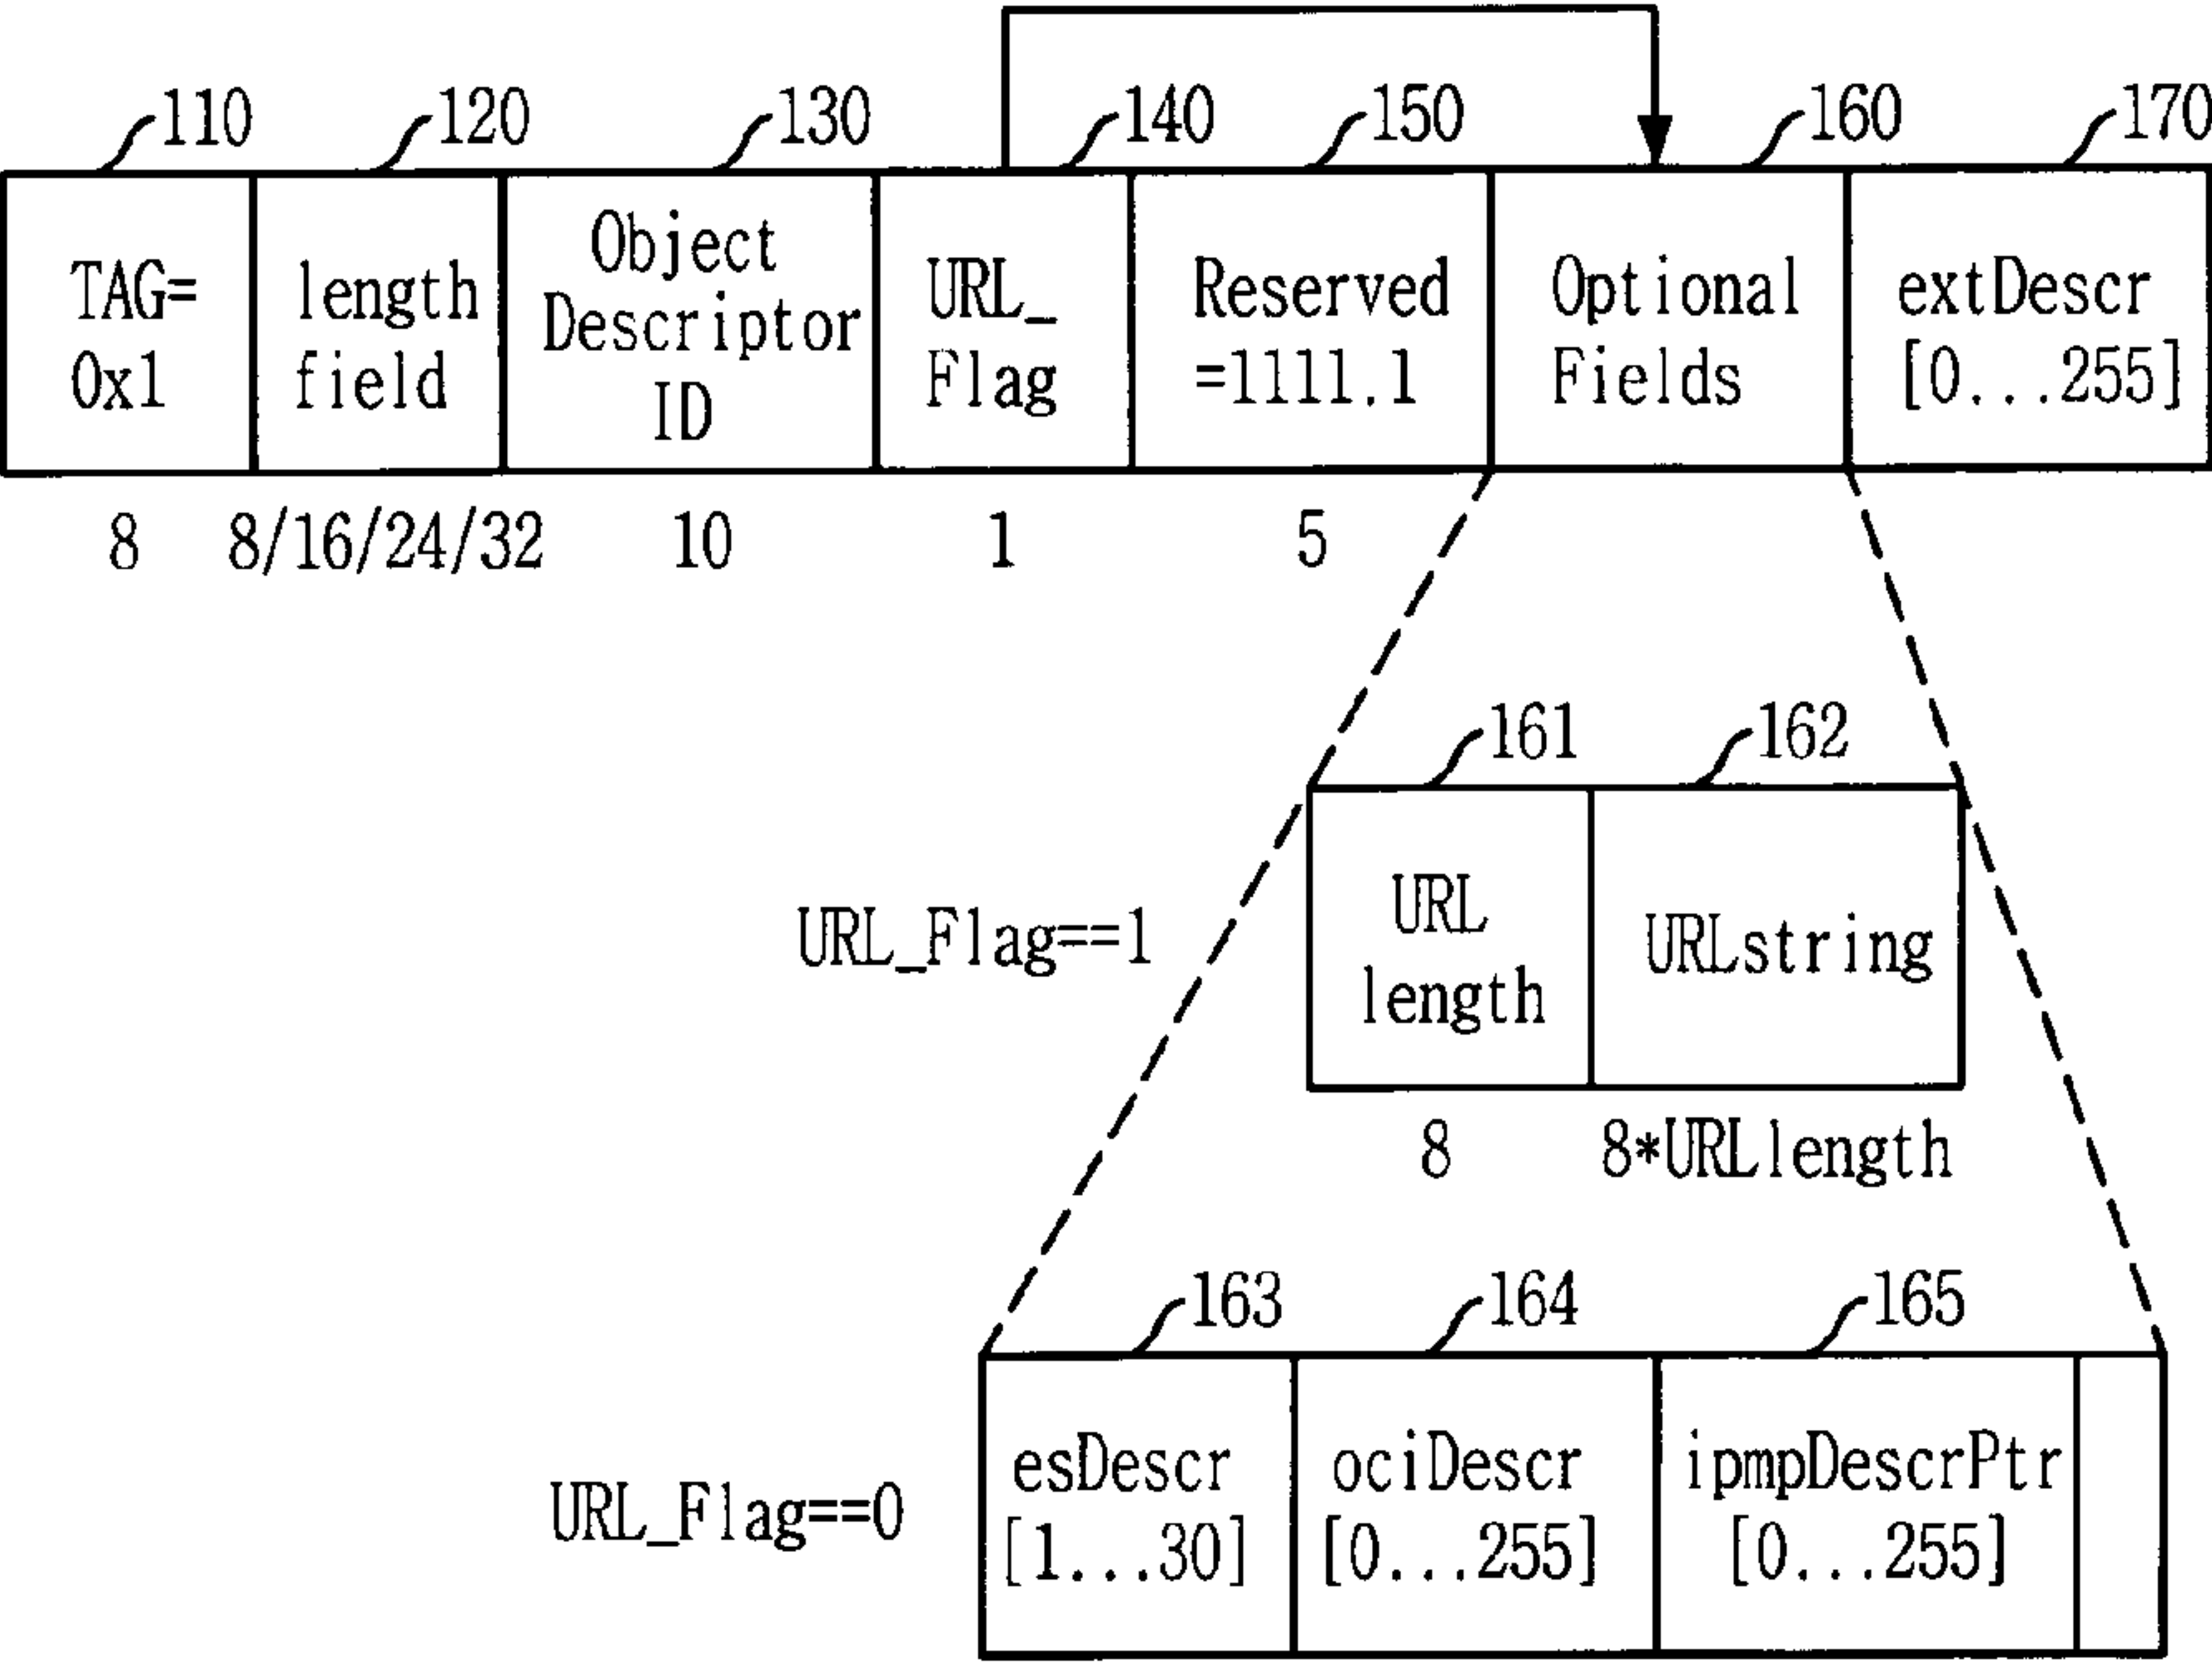 110 120 130 140 150 160 170
TAG=
0x1
length
field
Object
Descriptor
ID
URL_
Flag
Reserved
=1111.1
Optional
Fields
extDescr
[0...255]
8 8/16/24/32 10 1 5
161 162
URL_Flag==1
URL
length
URLstring
8 8*URLlength
163 164 165
URL_Flag==0
esDescr
[1...30]
ociDescr
[0...255]
ipmpDescrPtr
[0...255]